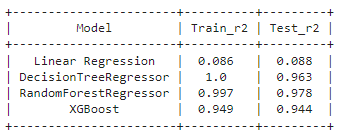 +-----------------------+----------+---------+
| Model | Train_r2 | Test_r2 |
+-----------------------+----------+---------+
| Linear Regression | 0.086 | 0.088 |
| DecisionTreeRegressor | 1.0 | 0.963 |
| RandomForestRegressor | 0.997 | 0.978 |
| XGBoost | 0.949 | 0.944 |
+-----------------------+----------+---------+